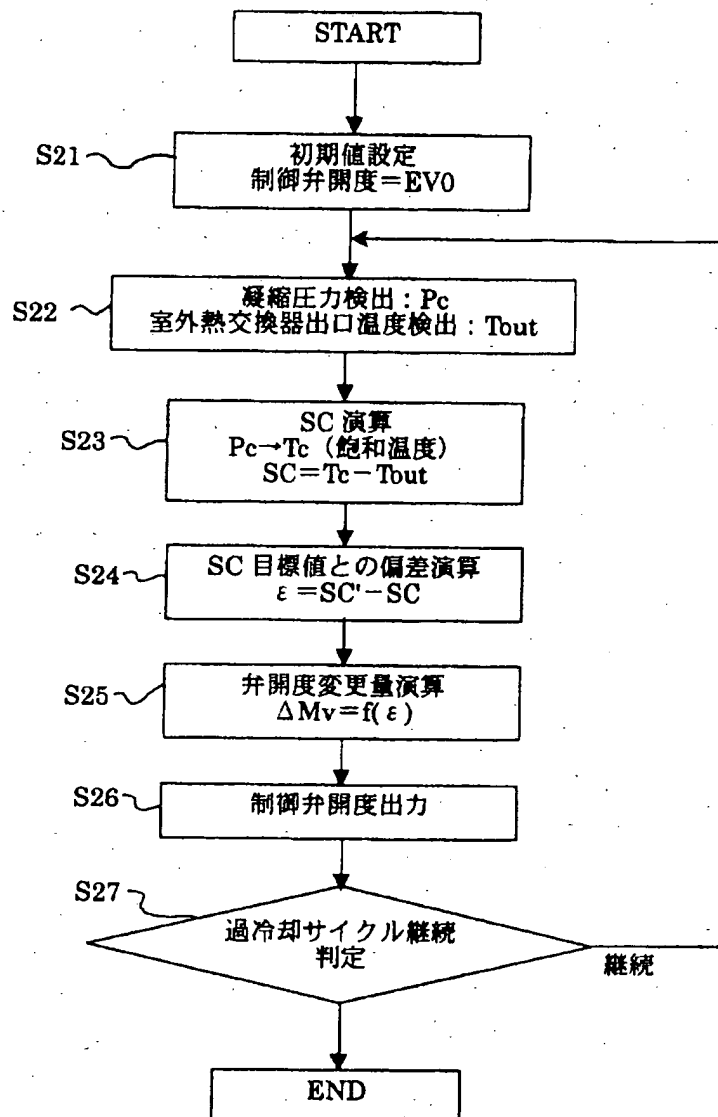 START
S21
初期値設定
制御弁開度=EV0
S22
凝縮圧力検出:Pc
室外熱交換器出口温度検出:Tout
S23
SC 演算
Pc→Tc(飽和温度)
SC=Tc-Tout
S24
SC 目標値との偏差演算
ε=SC'-SC
S25
弁開度変更量演算
ΔMv=f(ε)
S26
制御弁開度出力
S27
過冷却サイクル継続
判定
継続
END